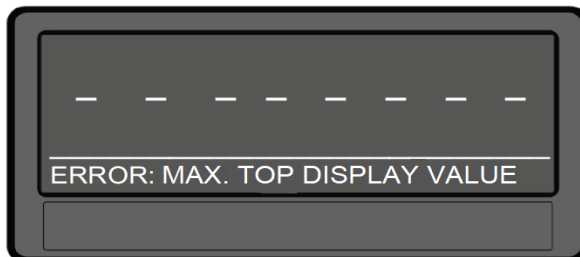 – – – – – – – –
ERROR: MAX. TOP DISPLAY VALUE